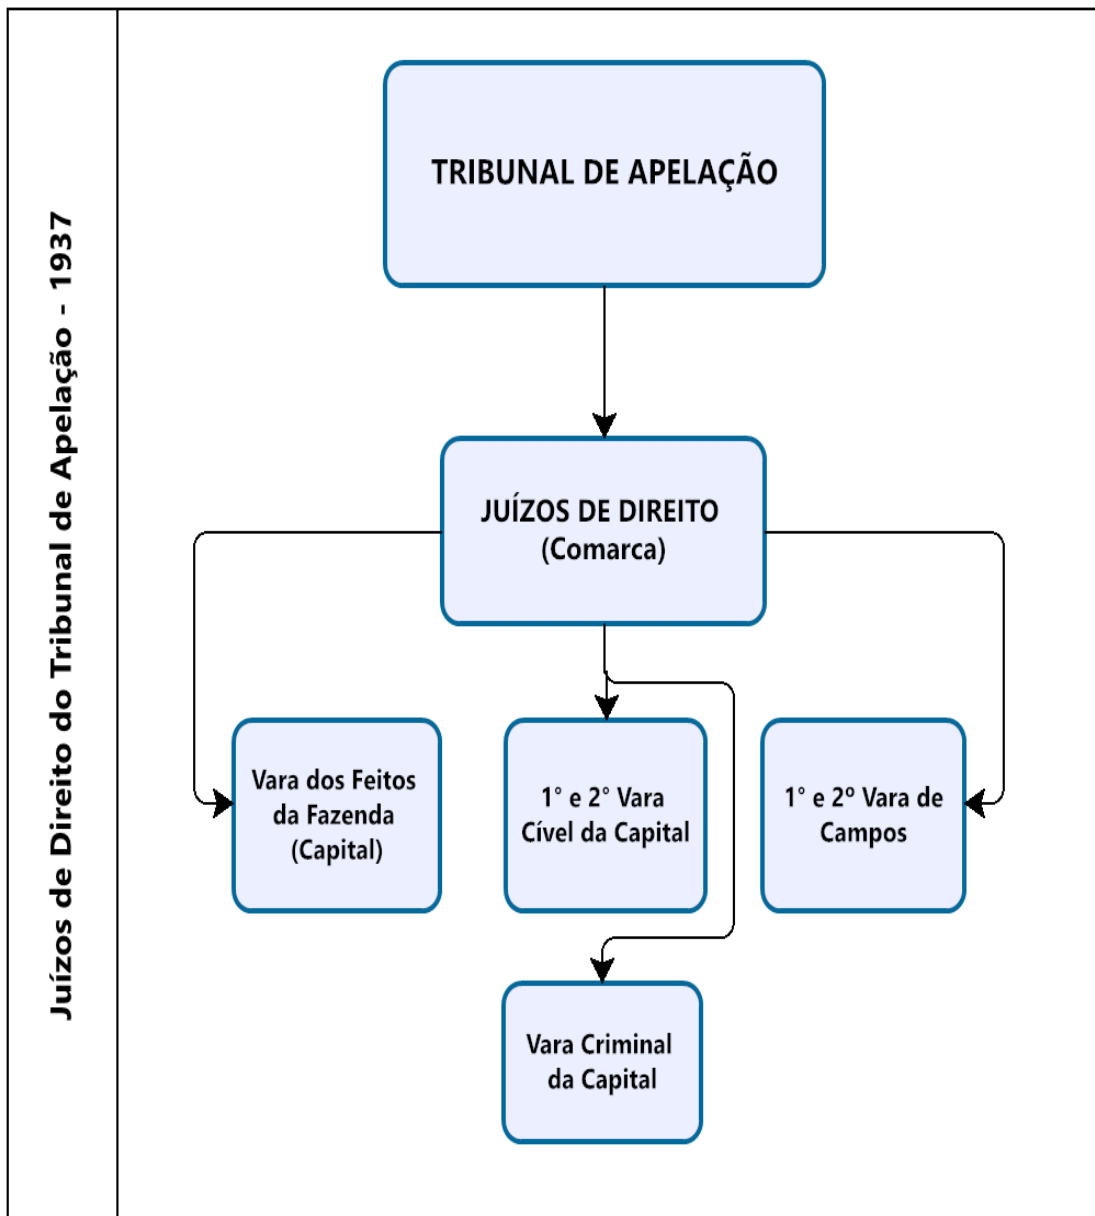 Juízos de Direito do Tribunal de Apelação - 1937
TRIBUNAL DE APELAÇÃO
JUÍZOS DE DIREITO
(Comarca)
Vara dos Feitos
da Fazenda
(Capital)
1° e 2° Vara
Cível da Capital
1° e 2º Vara de
Campos
Vara Criminal
da Capital